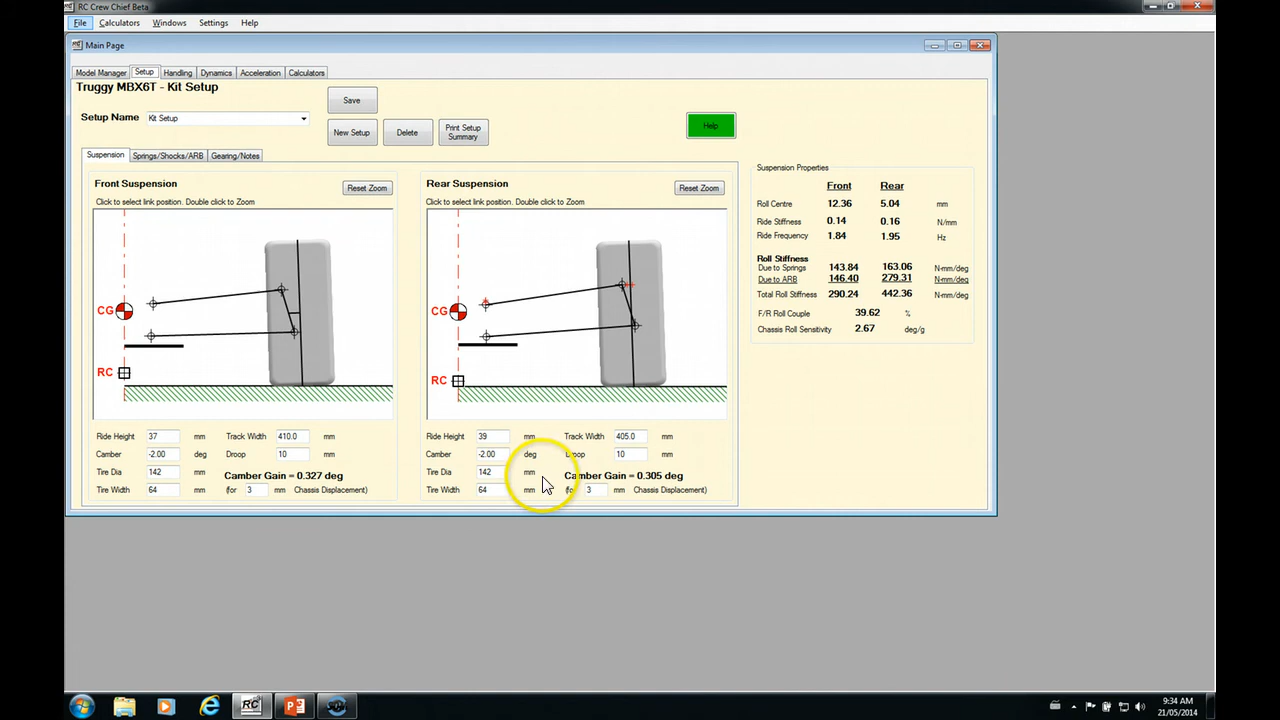 RC Crew Chief Beta
File Calculators Windows Settings Help
Main Page
Model Manager Setup Handling Dynamics Acceleration Calculators
Truggy MBX6T - Kit Setup
Setup Name Kit Setup
Save
New Setup Delete Print Setup Summary
Help
Suspension Springs/Shocks/ARB Gearing/Notes
Front Suspension Reset Zoom
Click to select link position. Double click to Zoom
CG
RC
Ride Height 37 mm Track Width 410.0 mm
Camber -2.00 deg Droop 10 mm
Tire Dia 142 mm Camber Gain = 0.327 deg
Tire Width 64 mm (for 3 mm Chassis Displacement)
Rear Suspension Reset Zoom
Click to select link position. Double click to Zoom
CG
RC
Ride Height 39 mm Track Width 405.0 mm
Camber -2.00 deg Droop 10 mm
Tire Dia 142 mm Camber Gain = 0.305 deg
Tire Width 64 mm (for 3 mm Chassis Displacement)
Suspension Properties
Front Rear
Roll Centre 12.36 5.04 mm
Ride Stiffness 0.14 0.16 N/mm
Ride Frequency 1.84 1.95 Hz
Roll Stiffness
Due to Springs 143.84 163.06 N-mm/deg
Due to ARB 146.40 279.31 N-mm/deg
Total Roll Stiffness 290.24 442.36 N-mm/deg
F/R Roll Couple 39.62 %
Chassis Roll Sensitivity 2.67 deg/g
RC
9:34 AM
21/05/2014